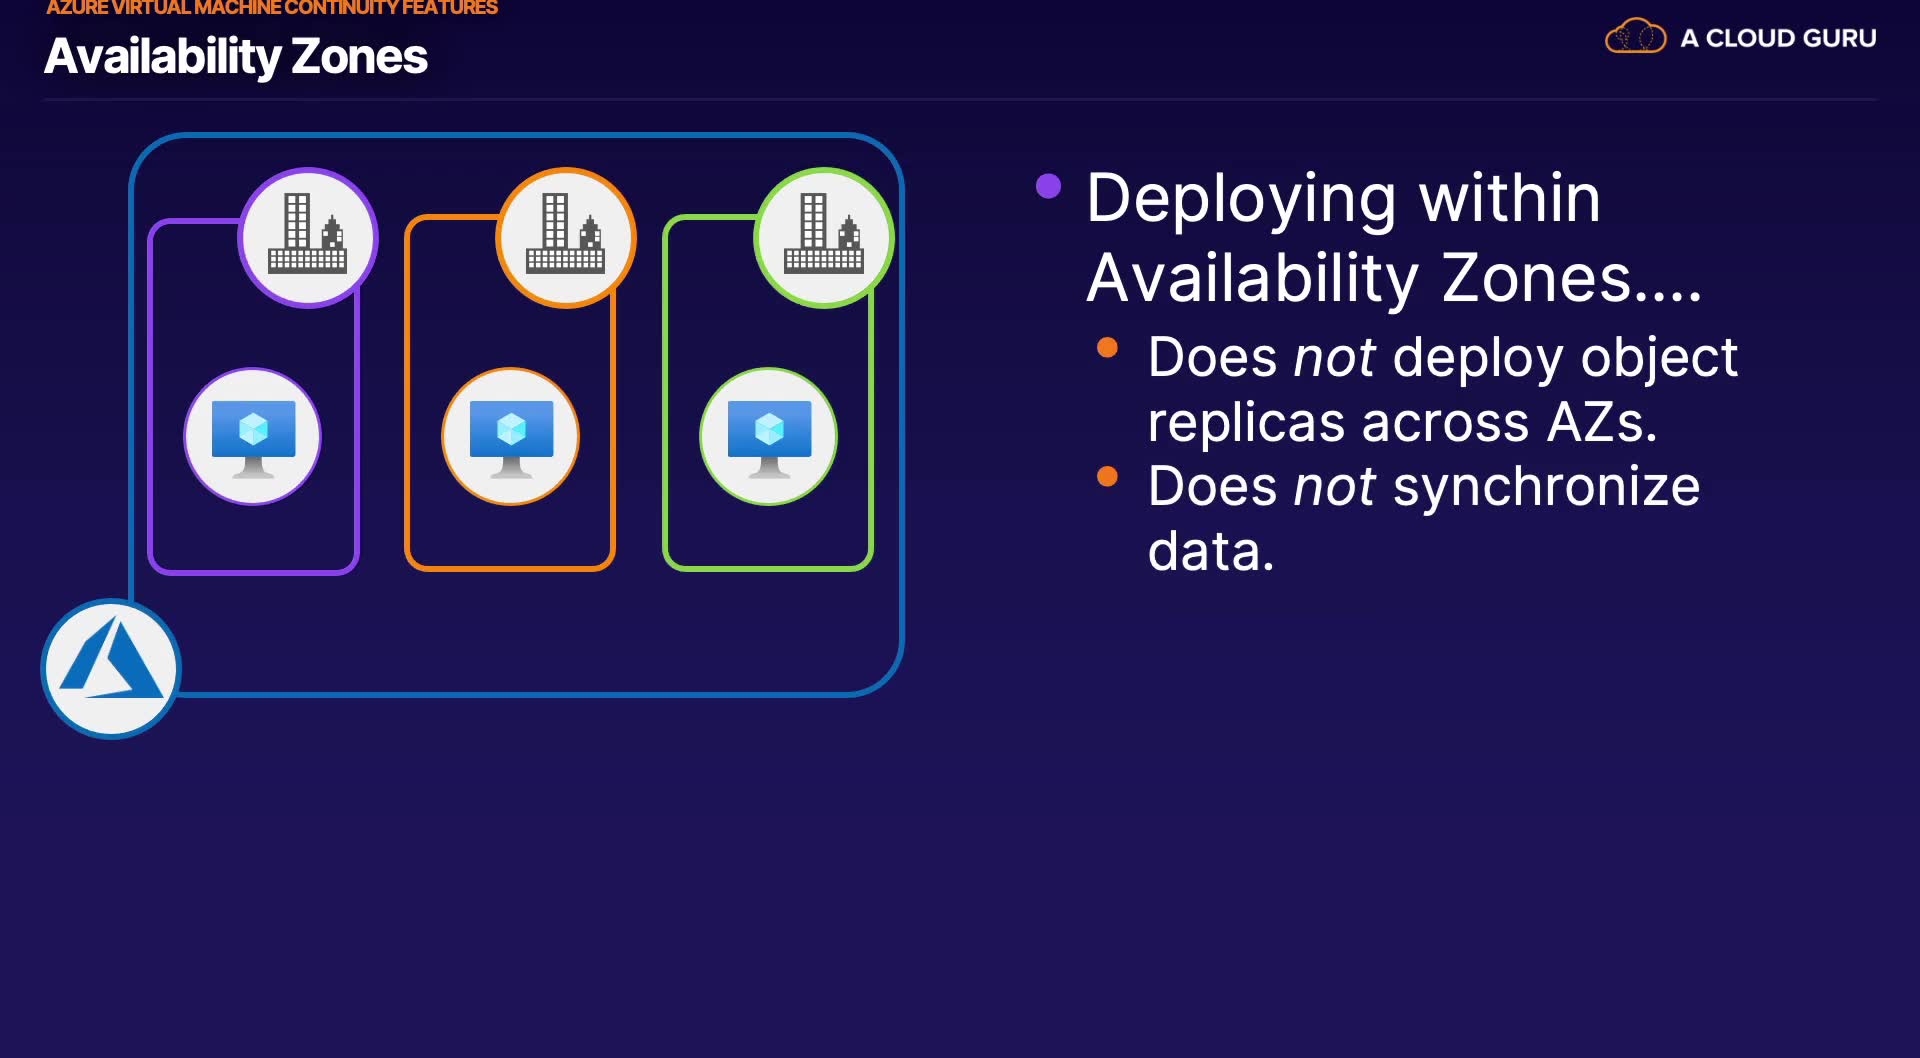 AZURE VIRTUAL MACHINE CONTINUITY FEATURES
Availability Zones
A CLOUD GURU
Deploying within
Availability Zones....
Does not deploy object
replicas across AZs.
Does not synchronize
data.